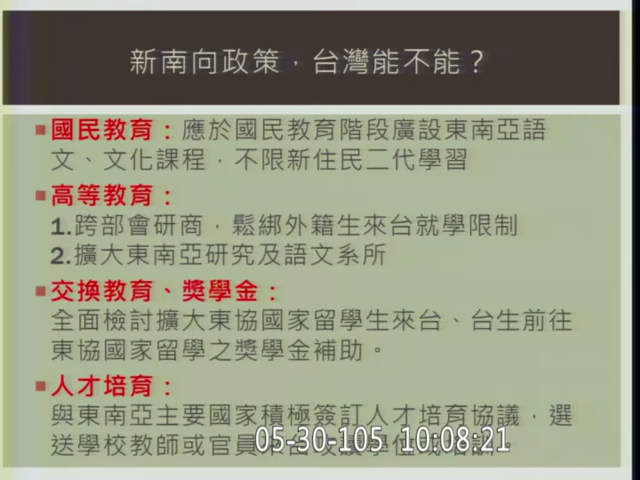 新南向政策，台灣能不能？
國民教育：應於國民教育階段廣設東南亞語
文、文化課程，不限新住民二代學習
高等教育：
1.跨部會研商，鬆綁外籍生來台就學限制
2.擴大東南亞研究及語文系所
交換教育、獎學金：
全面檢討擴大東協國家留學生來台、台生前往
東協國家留學之獎學金補助。
人才培育：
與東南亞主要國家積極簽訂人才培育協議，選
送學校教師或官員
05-30-105 10:08:21